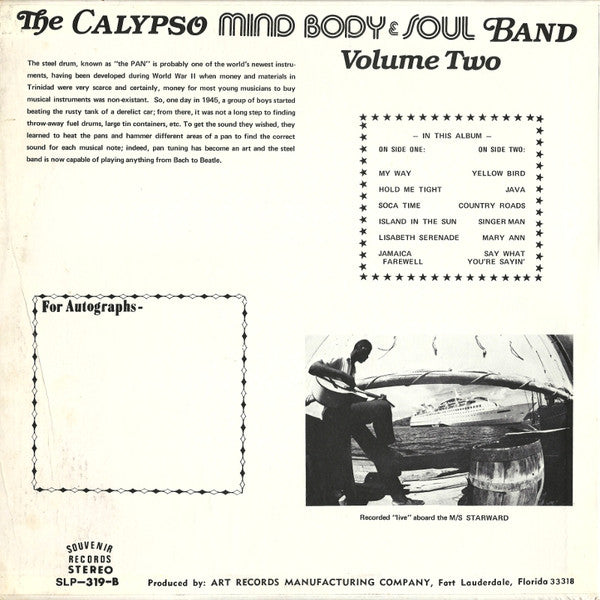 The CALYPSO MIND BODY & SOUL BAND
Volume Two
The steel drum, known as "the PAN" is probably one of the world's newest instru-
ments, having been developed during World War II when money and materials in
Trinidad were very scarce and certainly, money for most young musicians to buy
musical instruments was non-existant. So, one day in 1945, a group of boys started
beating the rusty tank of a derelict car; from there, it was not a long step to finding
throw-away fuel drums, large tin containers, etc. To get the sound they wished, they
learned to heat the pans and hammer different areas of a pan to find the correct
sound for each musical note; indeed, pan tuning has become an art and the steel
band is now capable of playing anything from Bach to Beatle.
– IN THIS ALBUM –
ON SIDE ONE: ON SIDE TWO:
MY WAY YELLOW BIRD
HOLD ME TIGHT JAVA
SOCA TIME COUNTRY ROADS
ISLAND IN THE SUN SINGER MAN
LISABETH SERENADE MARY ANN
JAMAICA SAY WHAT
FAREWELL YOU'RE SAYIN'
For Autographs-
Recorded "live" aboard the M/S STARWARD
SOUVENIR
RECORDS
STEREO
SLP–319-B
Produced by: ART RECORDS MANUFACTURING COMPANY, Fort Lauderdale, Florida 33318